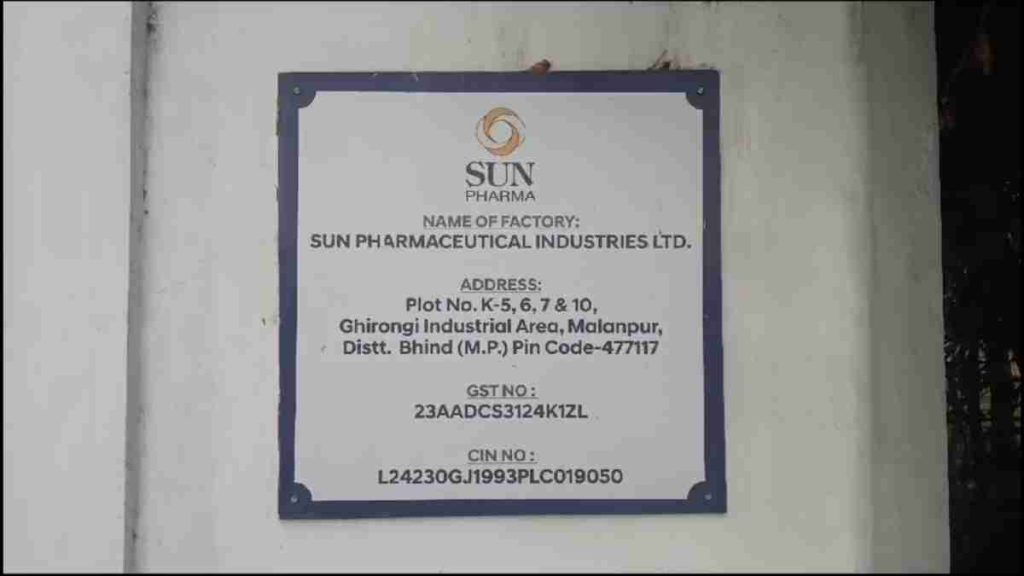 SUN
PHARMA
NAME OF FACTORY:
SUN PHARMACEUTICAL INDUSTRIES LTD.
ADDRESS:
Plot No. K-5, 6, 7 & 10,
Ghirongi Industrial Area, Malanpur,
Distt. Bhind (M.P.) Pin Code-477117
GST NO :
23AADCS3124K1ZL
CIN NO :
L24230GJ1993PLC019050